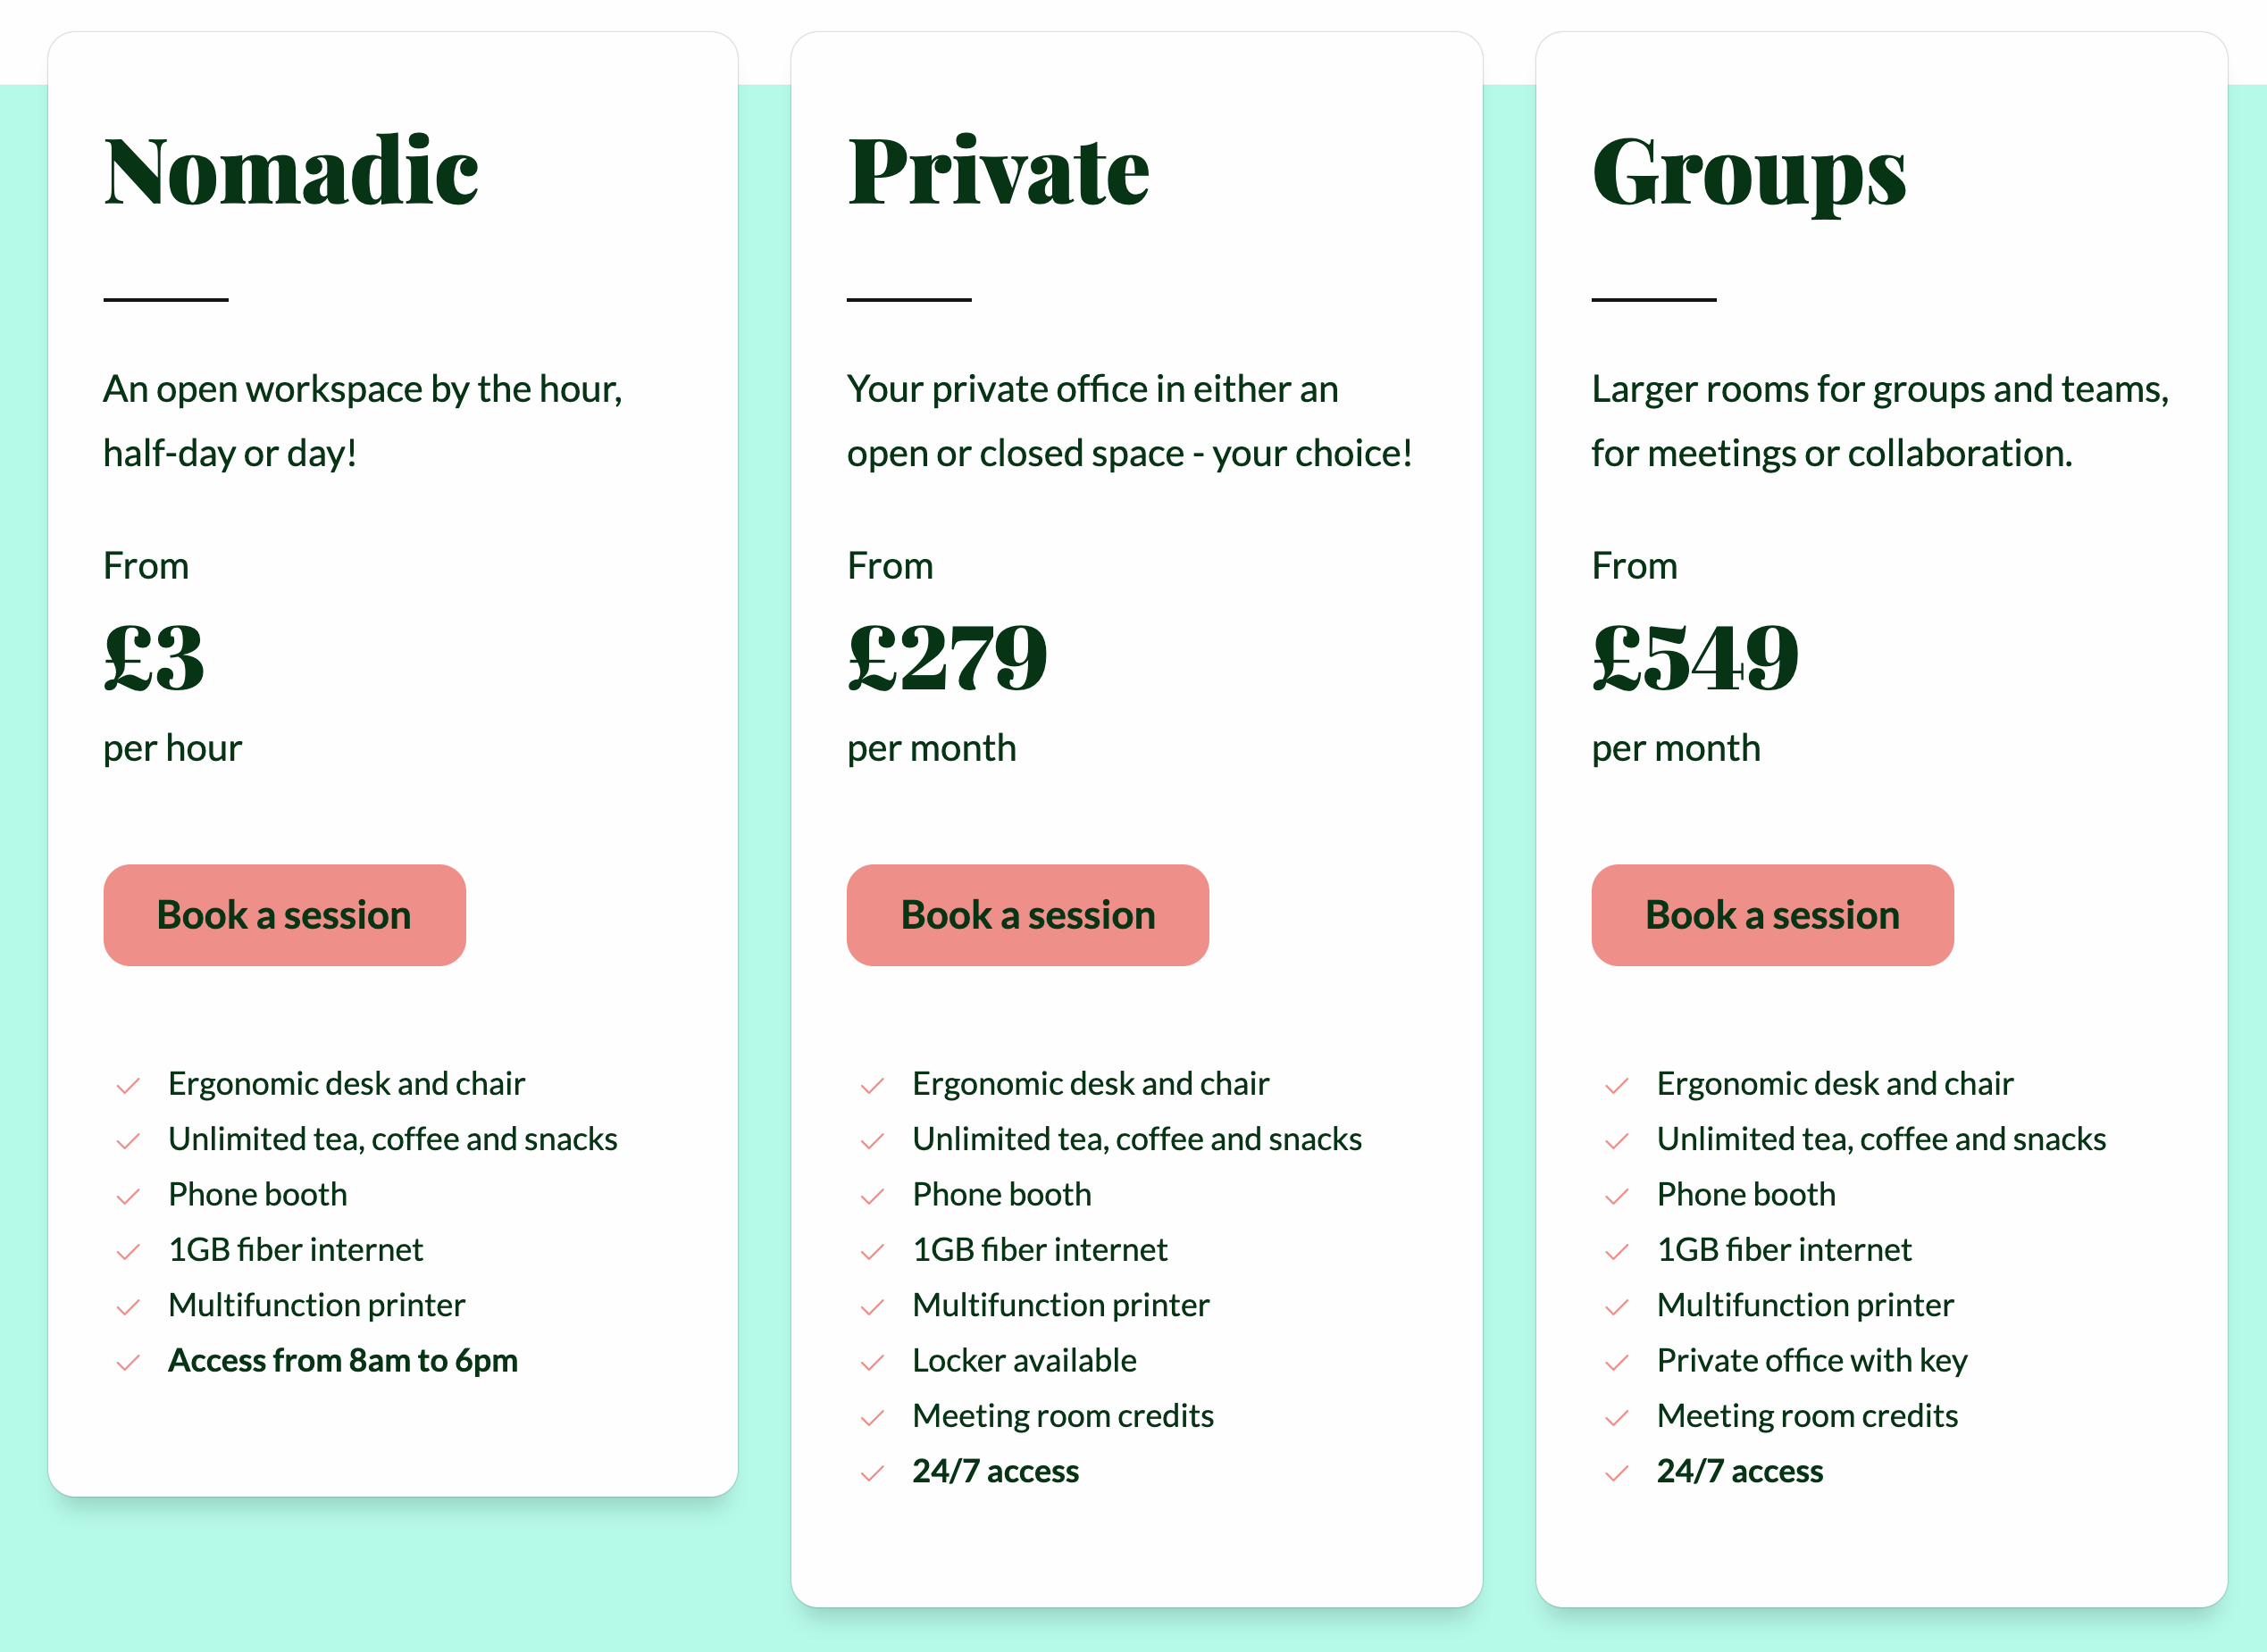 Nomadic
An open workspace by the hour,
half-day or day!
From
£3
per hour
Book a session
Ergonomic desk and chair
Unlimited tea, coffee and snacks
Phone booth
1GB fiber internet
Multifunction printer
Access from 8am to 6pm
Private
Your private office in either an
open or closed space - your choice!
From
£279
per month
Book a session
Ergonomic desk and chair
Unlimited tea, coffee and snacks
Phone booth
1GB fiber internet
Multifunction printer
Locker available
Meeting room credits
24/7 access
Groups
Larger rooms for groups and teams,
for meetings or collaboration.
From
£549
per month
Book a session
Ergonomic desk and chair
Unlimited tea, coffee and snacks
Phone booth
1GB fiber internet
Multifunction printer
Private office with key
Meeting room credits
24/7 access